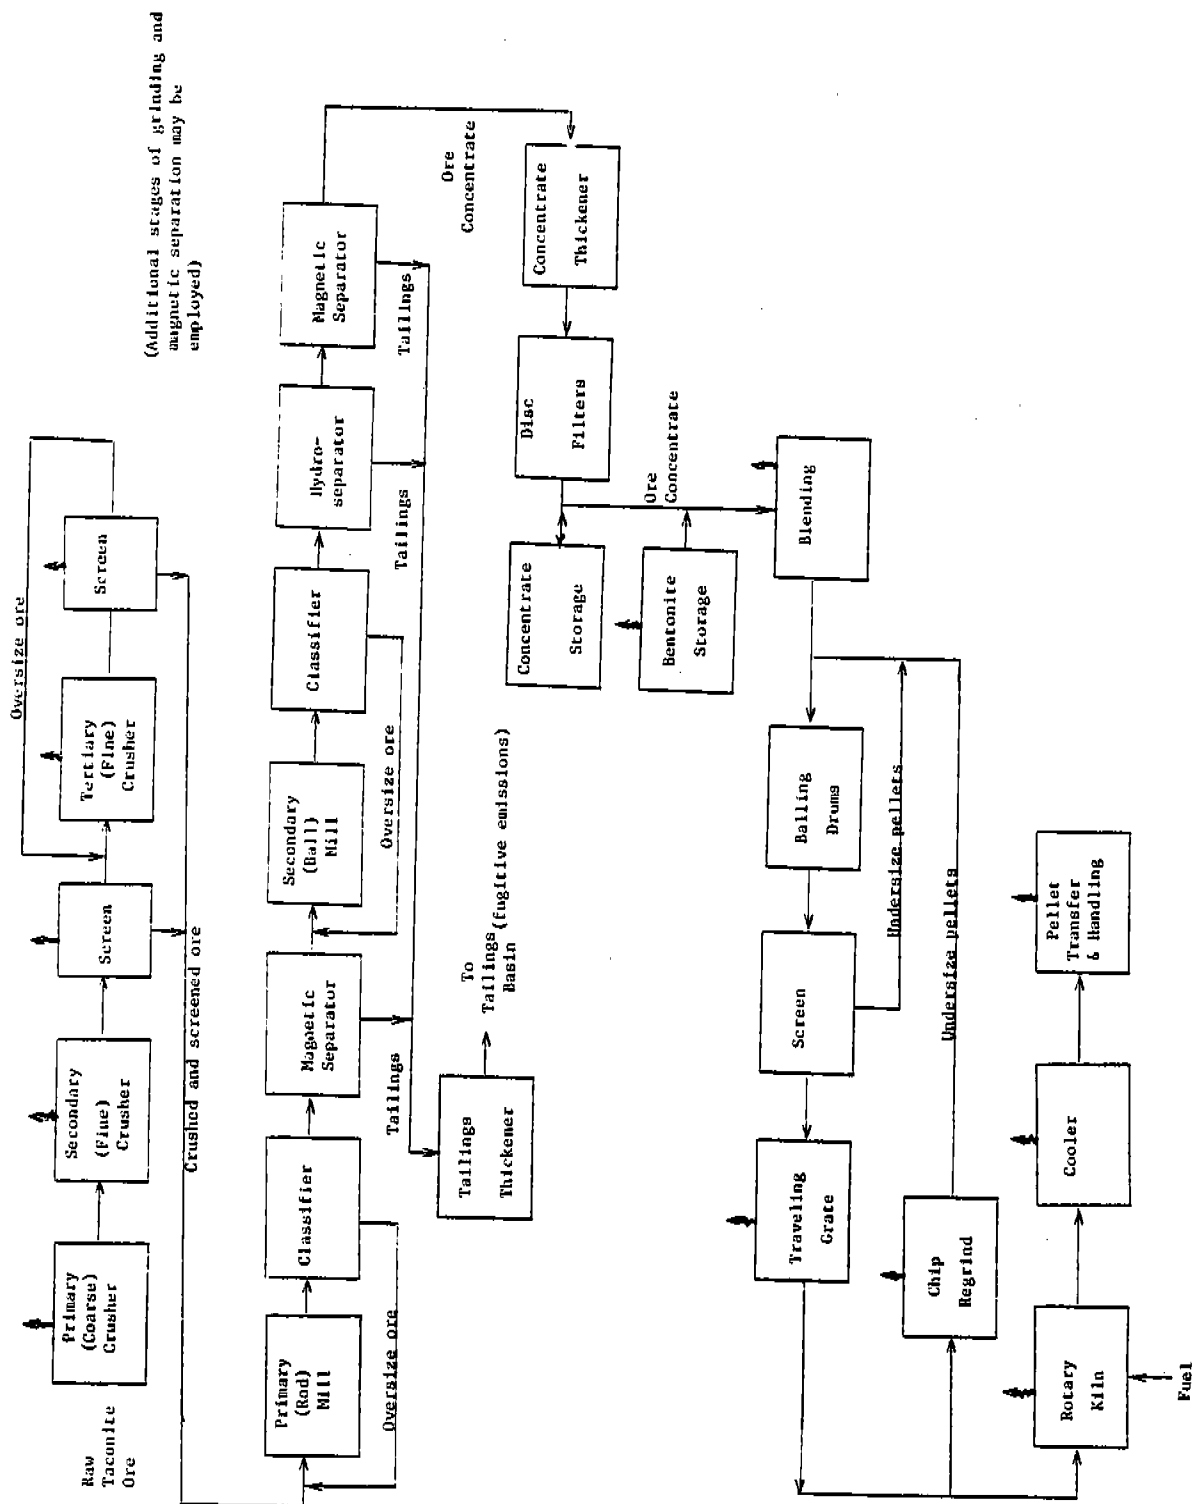 (Additional stages of grinding and
magnetic separation may be
employed)
Oversize ore
Raw
Taconite
Ore
Primary
(Coarse)
Crusher
Secondary
(Fine)
Crusher
Screen
Tertiary
(Fine)
Crusher
Screen
Crushed and screened ore
Primary
(Rod)
Mill
Classifier
Magnetic
Separator
Secondary
(Ball)
Mill
Classifier
Hydro-
separator
Magnetic
Separator
Oversize ore
Tailings
Oversize ore
Tailings
Tailings
Ore
Concentrate
Tailings
Thickener
To
Tailings
Basin (fugitive emissions)
Concentrate
Storage
Disc
Filters
Concentrate
Thickener
Bentonite
Storage
Ore
Concentrate
Traveling
Grate
Screen
Balling
Drums
Blending
Undersize pellets
Chip
Regrind
Undersize pellets
Rotary
Kiln
Cooler
Pellet
Transfer
& Handling
Fuel